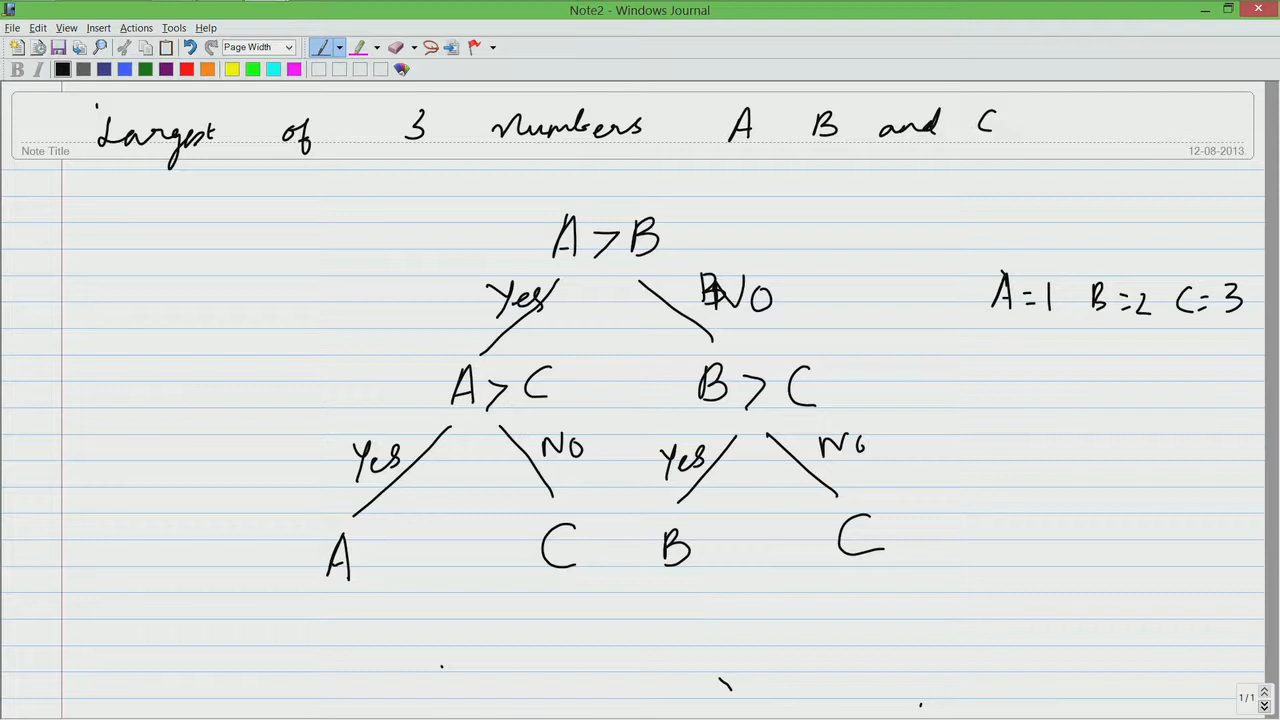 Note2 - Windows Journal
File Edit View Insert Actions Tools Help
Page Width
B I
Largest of 3 Numbers A B and C
Note Title 12-08-2013
A > B
Yes NO
A = 1 B = 2 C = 3
A > C B > C
Yes NO Yes NO
A C B C
1/1